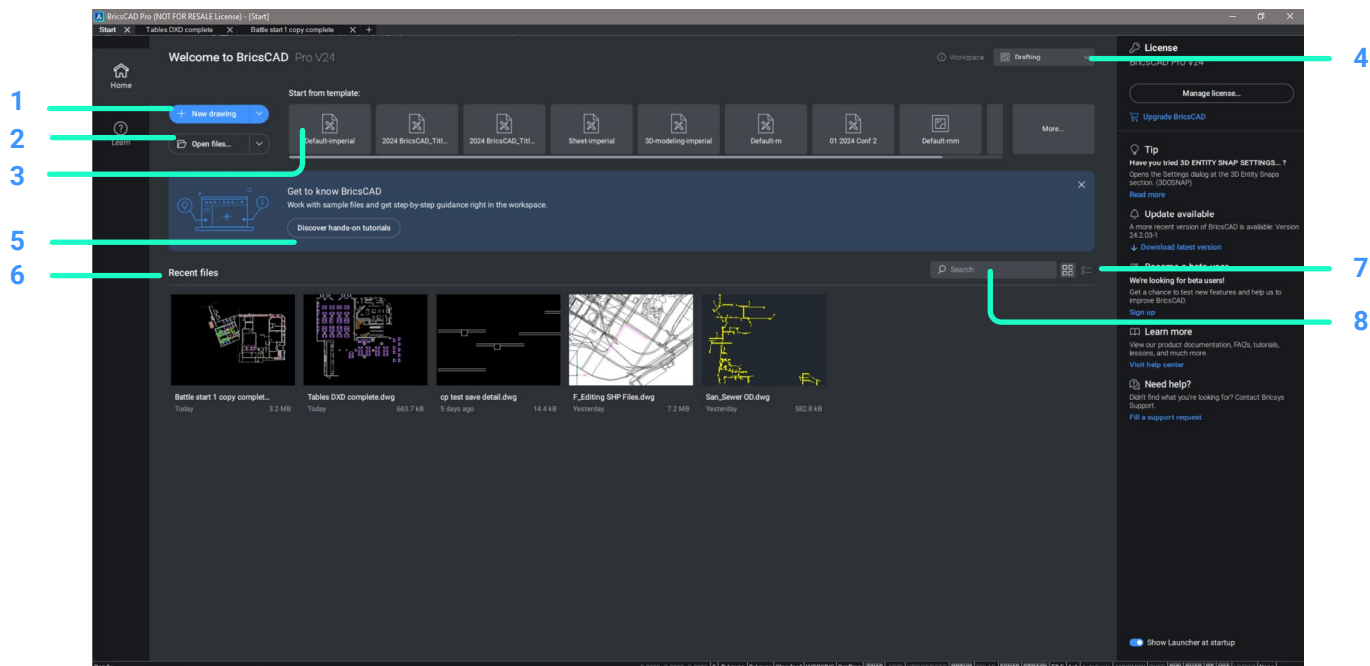 BricsCAD Pro (NOT FOR RESALE License) - [Start]
Start
Tables DXD complete
Battle start 1 copy complete
Home
Learn
Welcome to BricsCAD Pro V24
Workspace
Drafting
New drawing
Open files...
Start from template:
Default-imperial
2024 BricsCAD_Titl...
2024 BricsCAD_Titl...
Sheet-imperial
3D-modeling-imperial
Default-m
01 2024 Conf 2
Default-mm
More...
Get to know BricsCAD
Work with sample files and get step-by-step guidance right in the workspace.
Discover hands-on tutorials
Recent files
Search
Battle start 1 copy complet...
Today 3.2 MB
Tables DXD complete.dwg
Today 663.7 kB
cp test save detail.dwg
5 days ago 14.4 kB
F_Editing SHP Files.dwg
Yesterday 7.2 MB
San_Sewer OD.dwg
Yesterday 582.8 kB
License
BricsCAD Pro V24
Manage license...
Upgrade BricsCAD
Tip
Have you tried 3D ENTITY SNAP SETTINGS... ?
Opens the Settings dialog at the 3D Entity Snaps
section. (3DOSNAP)
Read more
Update available
A more recent version of BricsCAD is available: Version
24.2.03-1
Download latest version
Become a beta user
We're looking for beta users!
Get a chance to test new features and help us to
improve BricsCAD.
Sign up
Learn more
View our product documentation, FAQs, tutorials,
lessons, and much more.
Visit help center
Need help?
Didn't find what you're looking for? Contact Bricsys
Support.
Fill a support request
Show Launcher at startup
1
2
3
5
6
4
7
8